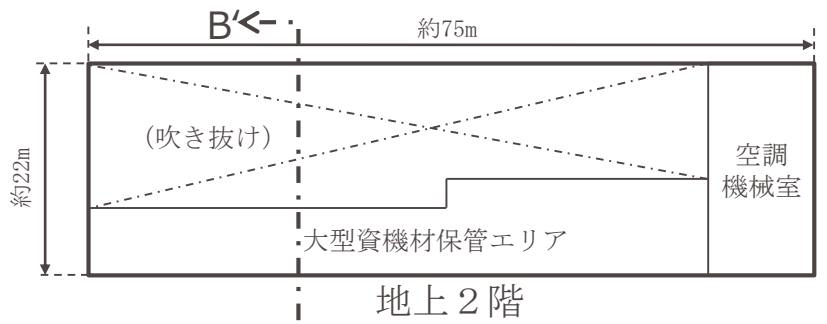 B′
約75m
(吹き抜け)
空調
機械室
約22m
大型資機材保管エリア
地上２階